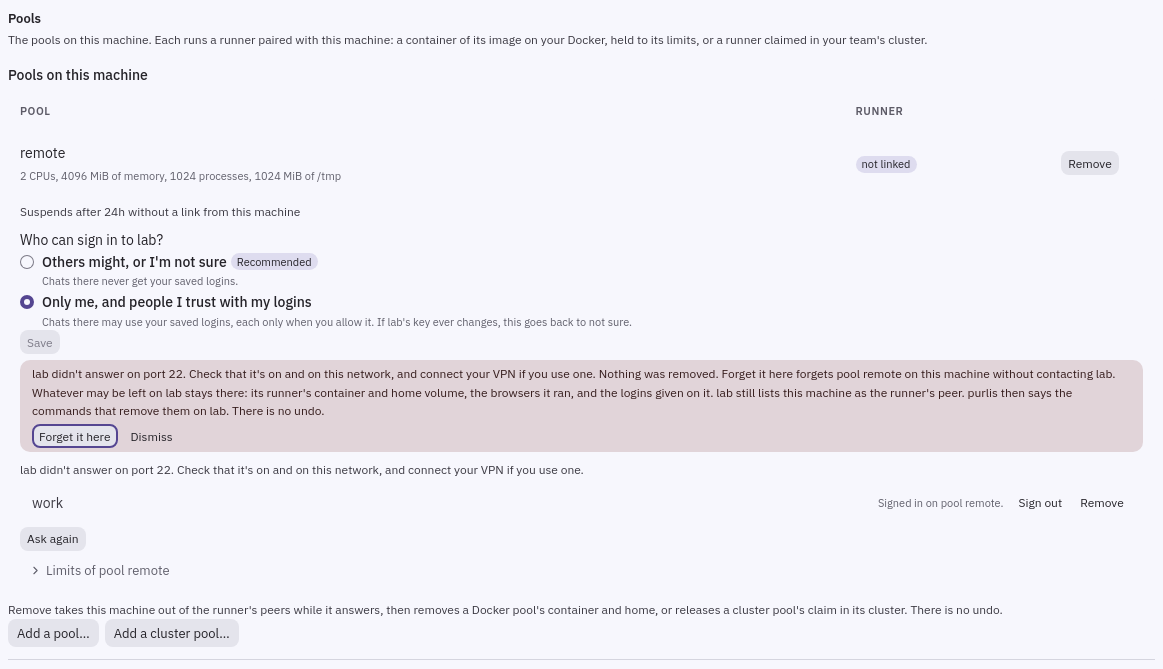 Pools
The pools on this machine. Each runs a runner paired with this machine: a container of its image on your Docker, held to its limits, or a runner claimed in your team's cluster.
Pools on this machine
POOL RUNNER
remote
2 CPUs, 4096 MiB of memory, 1024 processes, 1024 MiB of /tmp
not linked
Remove
Suspends after 24h without a link from this machine
Who can sign in to lab?
Others might, or I'm not sure Recommended
Chats there never get your saved logins.
Only me, and people I trust with my logins
Chats there may use your saved logins, each only when you allow it. If lab's key ever changes, this goes back to not sure.
Save
lab didn't answer on port 22. Check that it's on and on this network, and connect your VPN if you use one. Nothing was removed. Forget it here forgets pool remote on this machine without contacting lab.
Whatever may be left on lab stays there: its runner's container and home volume, the browsers it ran, and the logins given on it. lab still lists this machine as the runner's peer. purlis then says the
commands that remove them on lab. There is no undo.
Forget it here Dismiss
lab didn't answer on port 22. Check that it's on and on this network, and connect your VPN if you use one.
work Signed in on pool remote. Sign out Remove
Ask again
Limits of pool remote
Remove takes this machine out of the runner's peers while it answers, then removes a Docker pool's container and home, or releases a cluster pool's claim in its cluster. There is no undo.
Add a pool... Add a cluster pool...